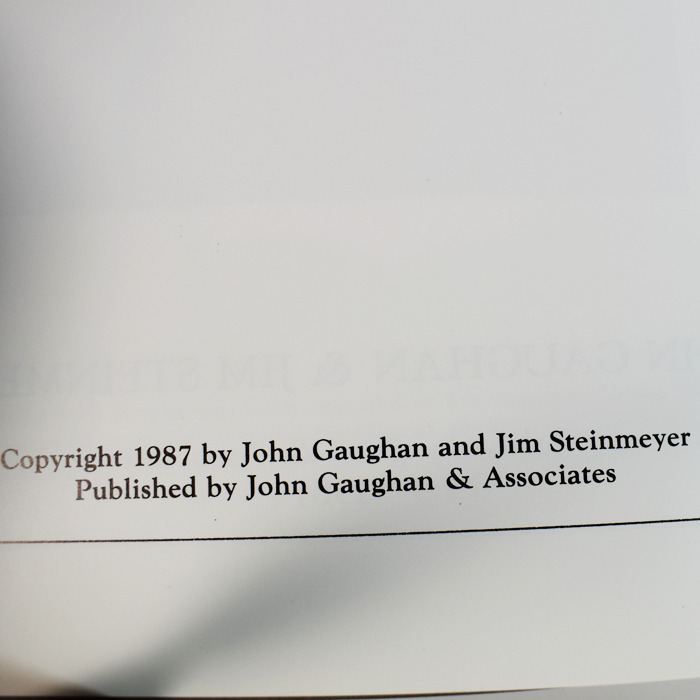 Copyright 1987 by John Gaughan and Jim Steinmeyer
Published by John Gaughan & Associates